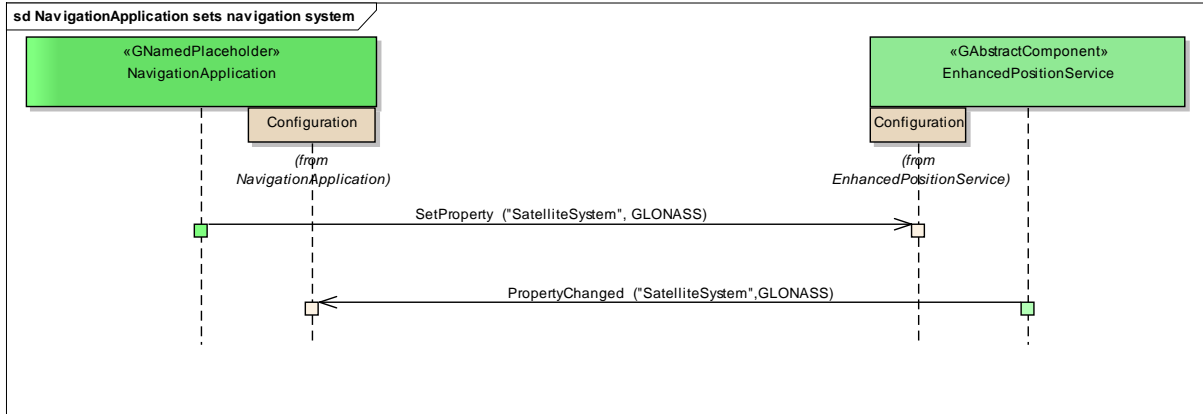 sd NavigationApplication sets navigation system
«GNamedPlaceholder»
NavigationApplication
«GAbstractComponent»
EnhancedPositionService
Configuration
Configuration
(from
NavigationApplication)
(from
EnhancedPositionService)
SetProperty ("SatelliteSystem", GLONASS)
PropertyChanged ("SatelliteSystem",GLONASS)